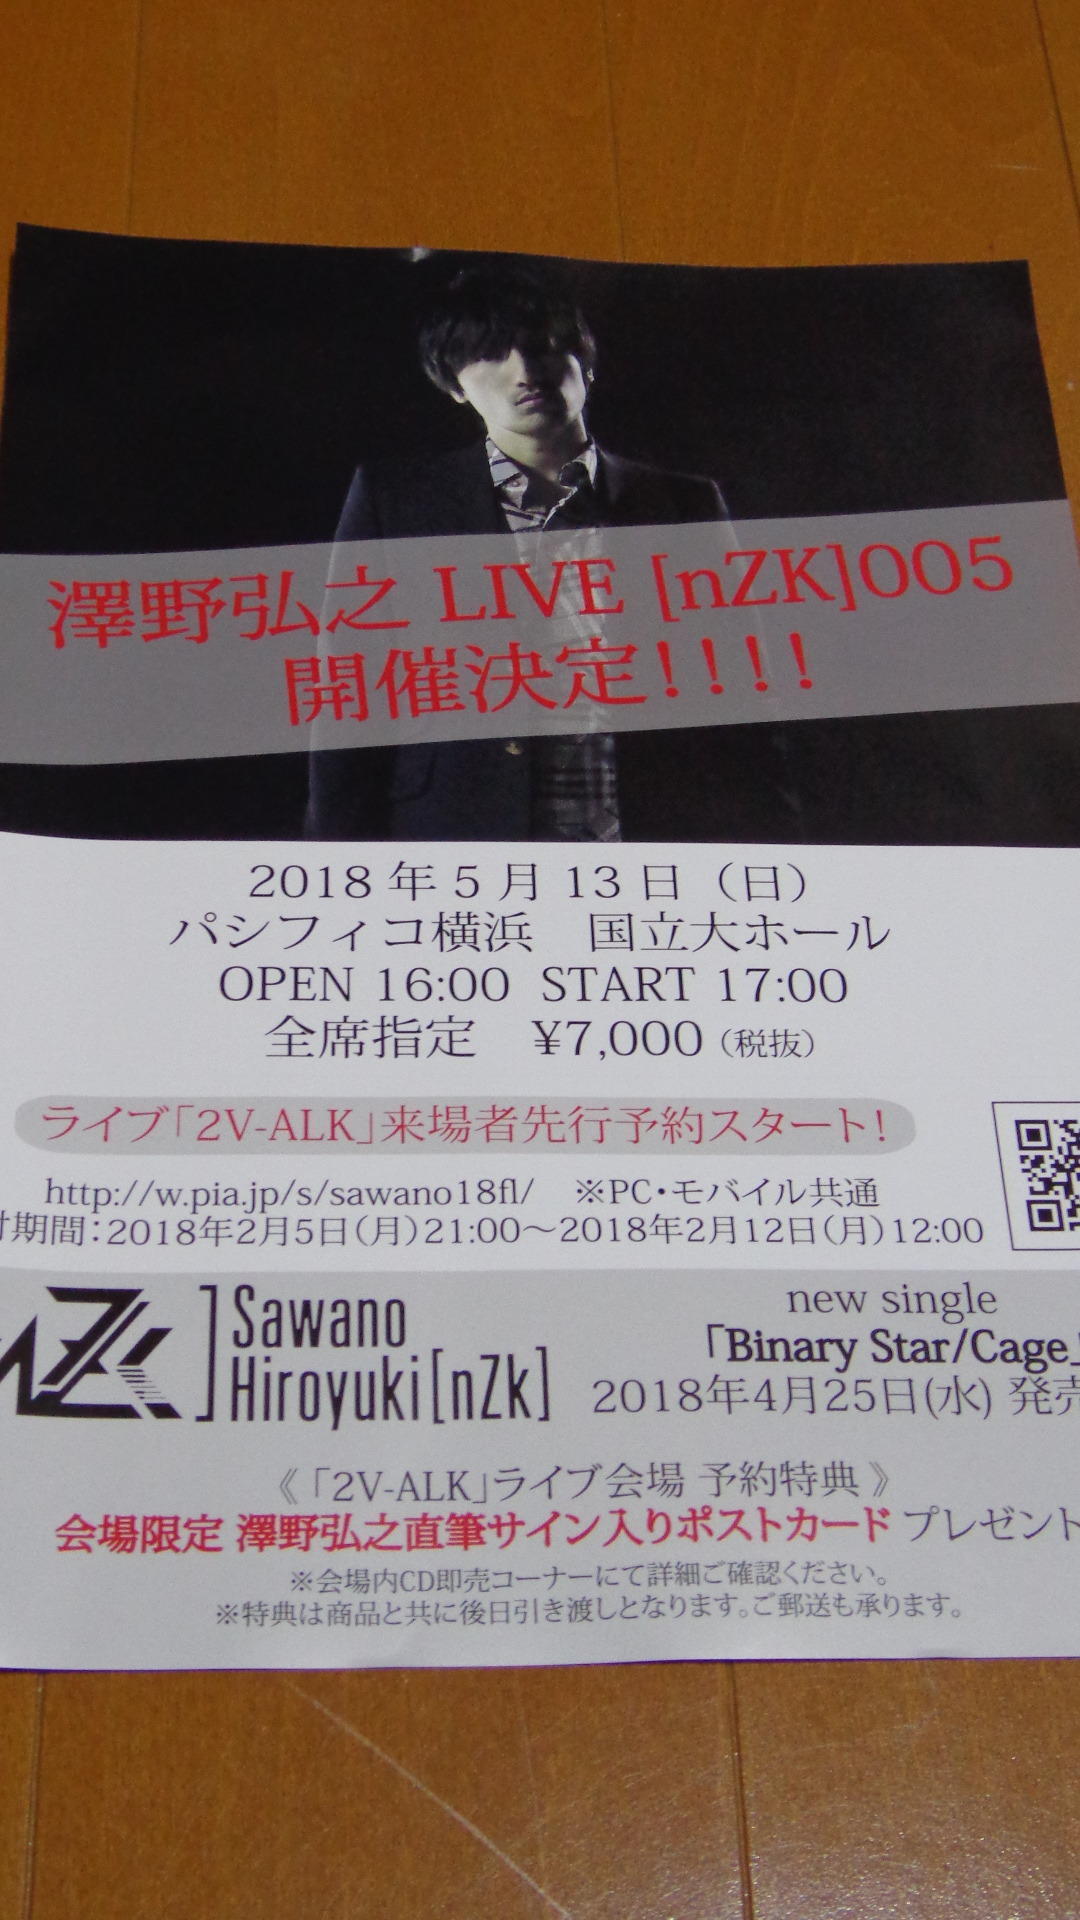 澤野弘之 LIVE [nZK]005
開催決定!!!!
2018年5月13日（日）
パシフィコ横浜　国立大ホール
OPEN 16:00 START 17:00
全席指定　¥7,000（税抜）
ライブ「2V-ALK」来場者先行予約スタート!
http://w.pia.jp/s/sawano18fl/　※PC・モバイル共通
付期間：2018年2月5日（月）21:00〜2018年2月12日（月）12:00
nZk]
Sawano
Hiroyuki[nZk]
new single
「Binary Star/Cage」
2018年4月25日(水) 発売
《「2V-ALK」ライブ会場 予約特典》
会場限定 澤野弘之直筆サイン入りポストカード プレゼント
※会場内CD即売コーナーにて詳細ご確認ください。
※特典は商品と共に後日引き渡しとなります。ご郵送も承ります。